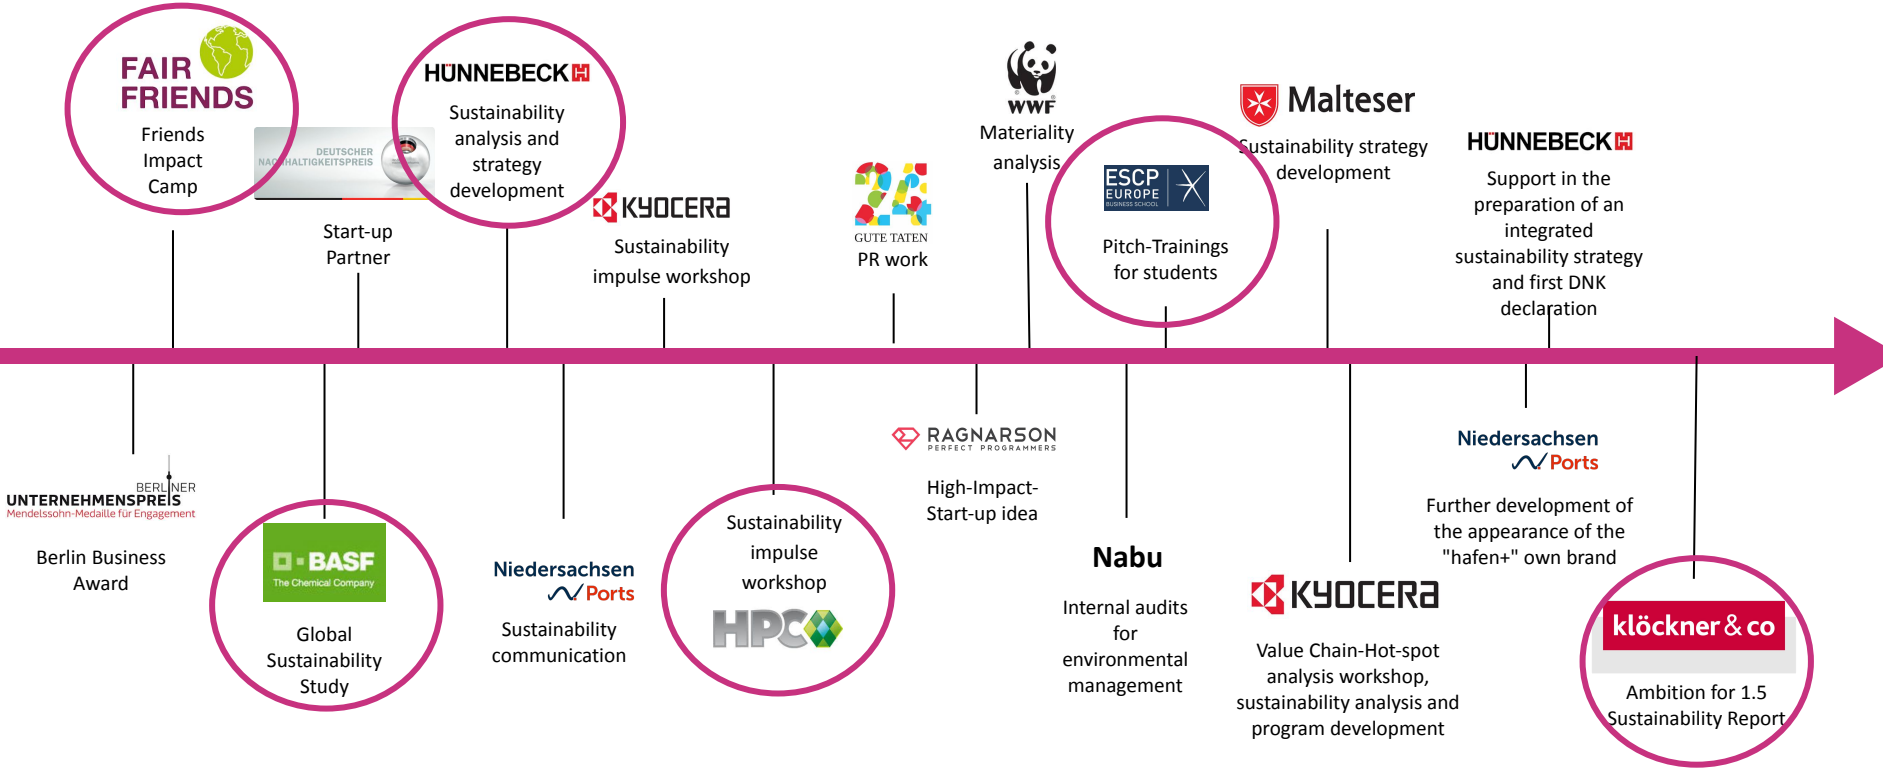 FAIR
FRIENDS
Friends
Impact
Camp
DEUTSCHER
NACHHALTIGKEITSPREIS
Start-up
Partner
HÜNNEBECK
Sustainability
analysis and
strategy
development
KYOCERA
Sustainability
impulse workshop
24
GUTE TATEN
PR work
WWF
Materiality
analysis
ESCP
EUROPE
BUSINESS SCHOOL
Pitch-Trainings
for students
Malteser
Sustainability strategy
development
HÜNNEBECK
Support in the
preparation of an
integrated
sustainability strategy
and first DNK
declaration
BERLINER
UNTERNEHMENSPREIS
Mendelssohn-Medaille für Engagement
Berlin Business
Award
BASF
The Chemical Company
Global
Sustainability
Study
Niedersachsen
Ports
Sustainability
communication
Sustainability
impulse
workshop
HPC
RAGNARSON
PERFECT PROGRAMMERS
High-Impact-
Start-up idea
Nabu
Internal audits
for
environmental
management
KYOCERA
Value Chain-Hot-spot
analysis workshop,
sustainability analysis and
program development
Niedersachsen
Ports
Further development of
the appearance of the
"hafen+" own brand
klöckner & co
Ambition for 1.5
Sustainability Report